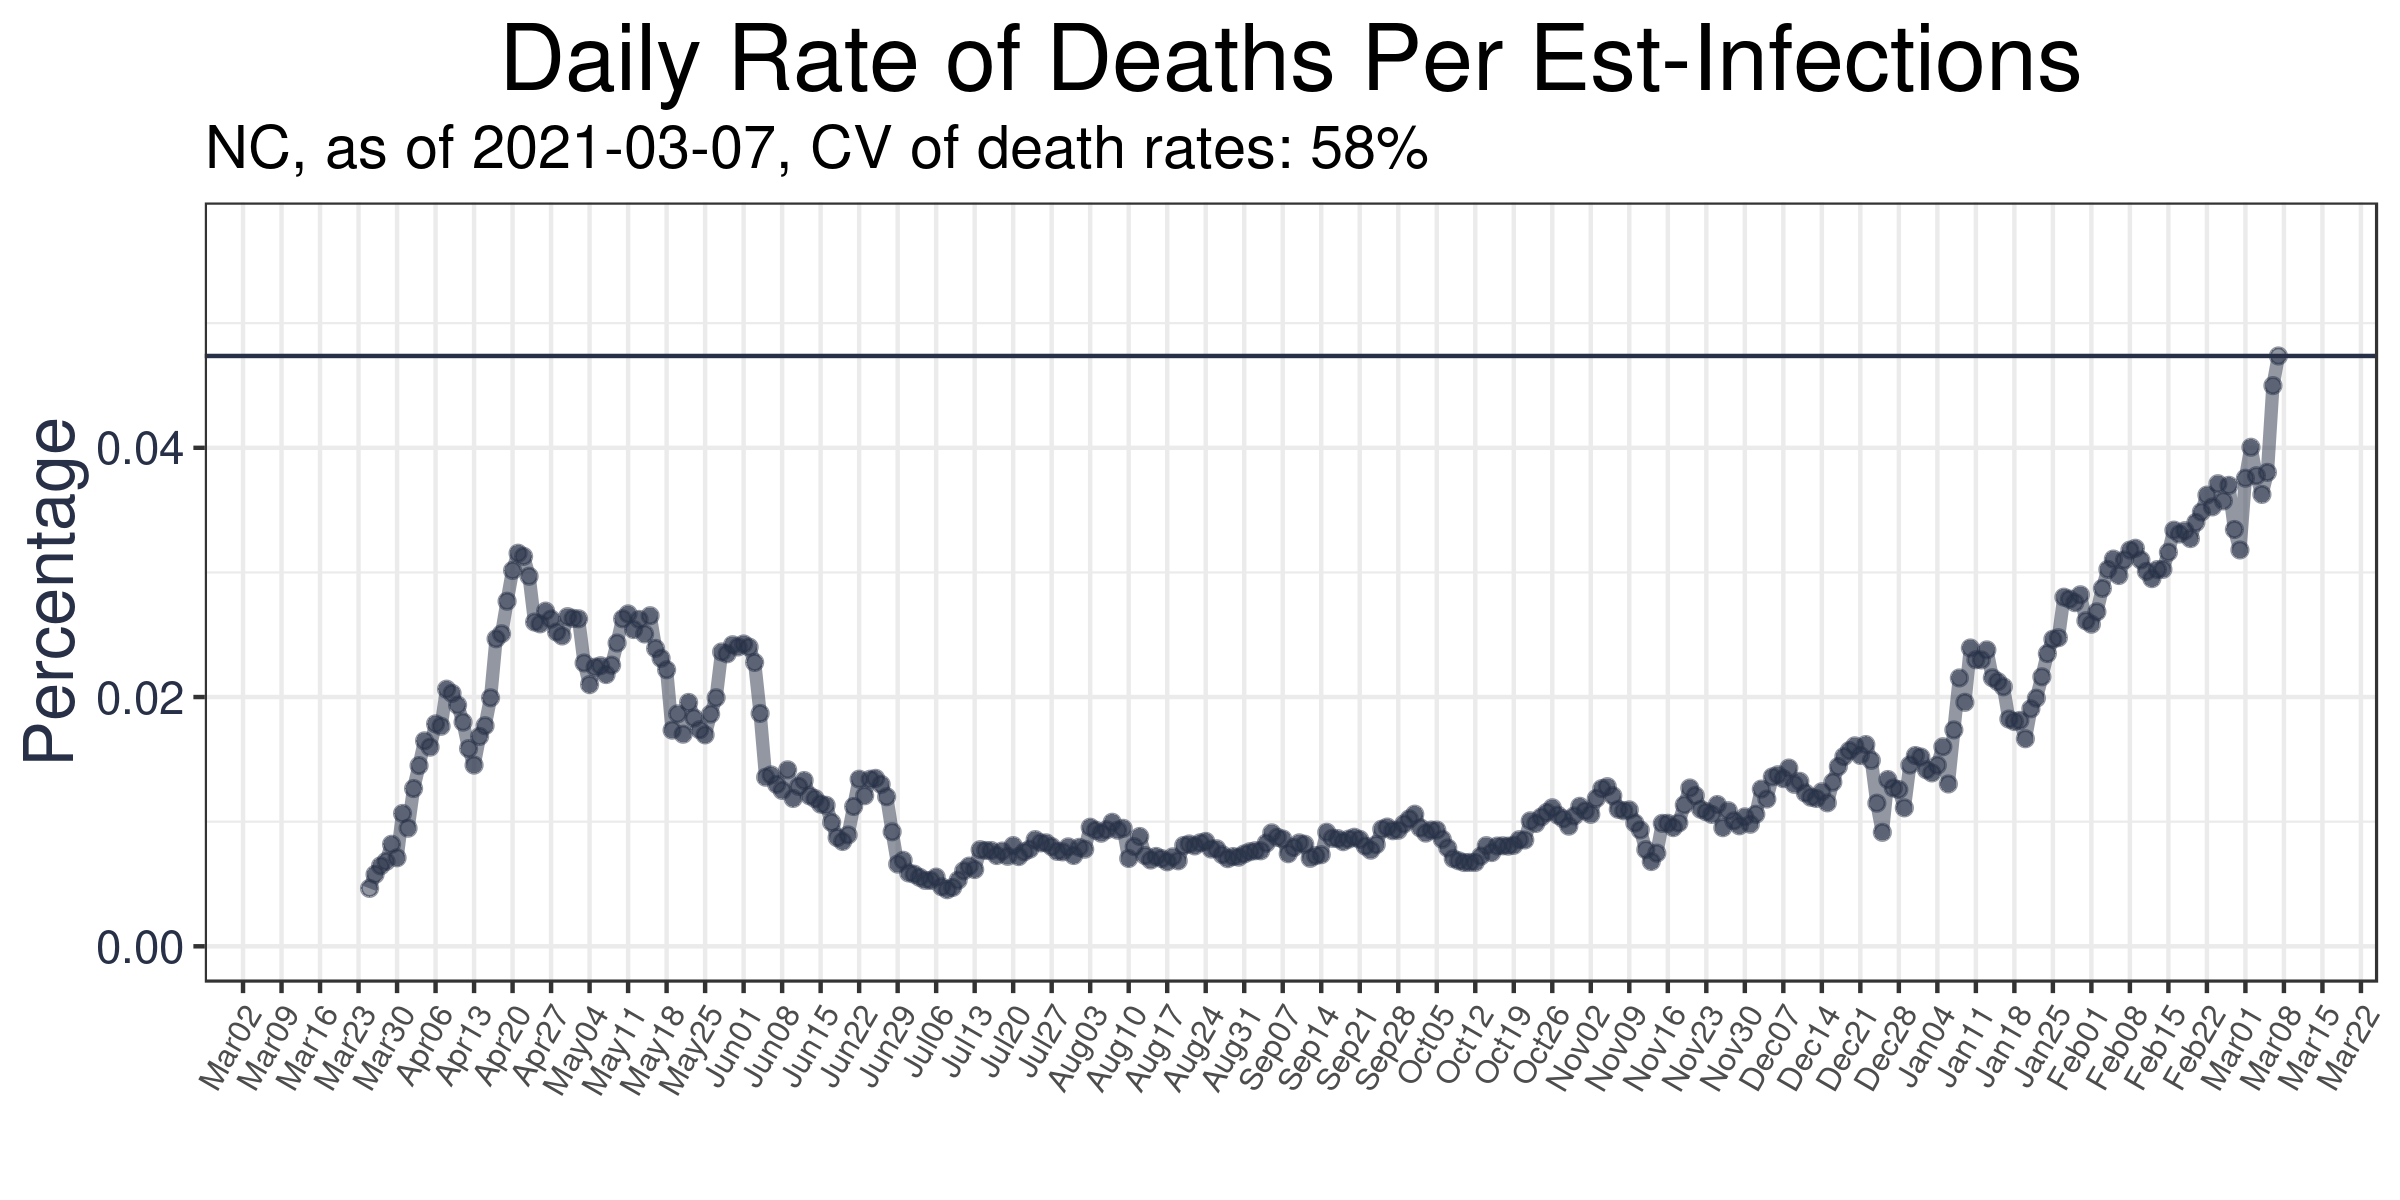 Daily Rate of Deaths Per Est-Infections
NC, as of 2021-03-07, CV of death rates: 58%
Percentage
0.04
0.02
0.00
Mar02
Mar09
Mar16
Mar23
Mar30
Apr06
Apr13
Apr20
Apr27
May04
May11
May18
May25
Jun01
Jun08
Jun15
Jun22
Jun29
Jul06
Jul13
Jul20
Jul27
Aug03
Aug10
Aug17
Aug24
Aug31
Sep07
Sep14
Sep21
Sep28
Oct05
Oct12
Oct19
Oct26
Nov02
Nov09
Nov16
Nov23
Nov30
Dec07
Dec14
Dec21
Dec28
Jan04
Jan11
Jan18
Jan25
Feb01
Feb08
Feb15
Feb22
Mar01
Mar08
Mar15
Mar22